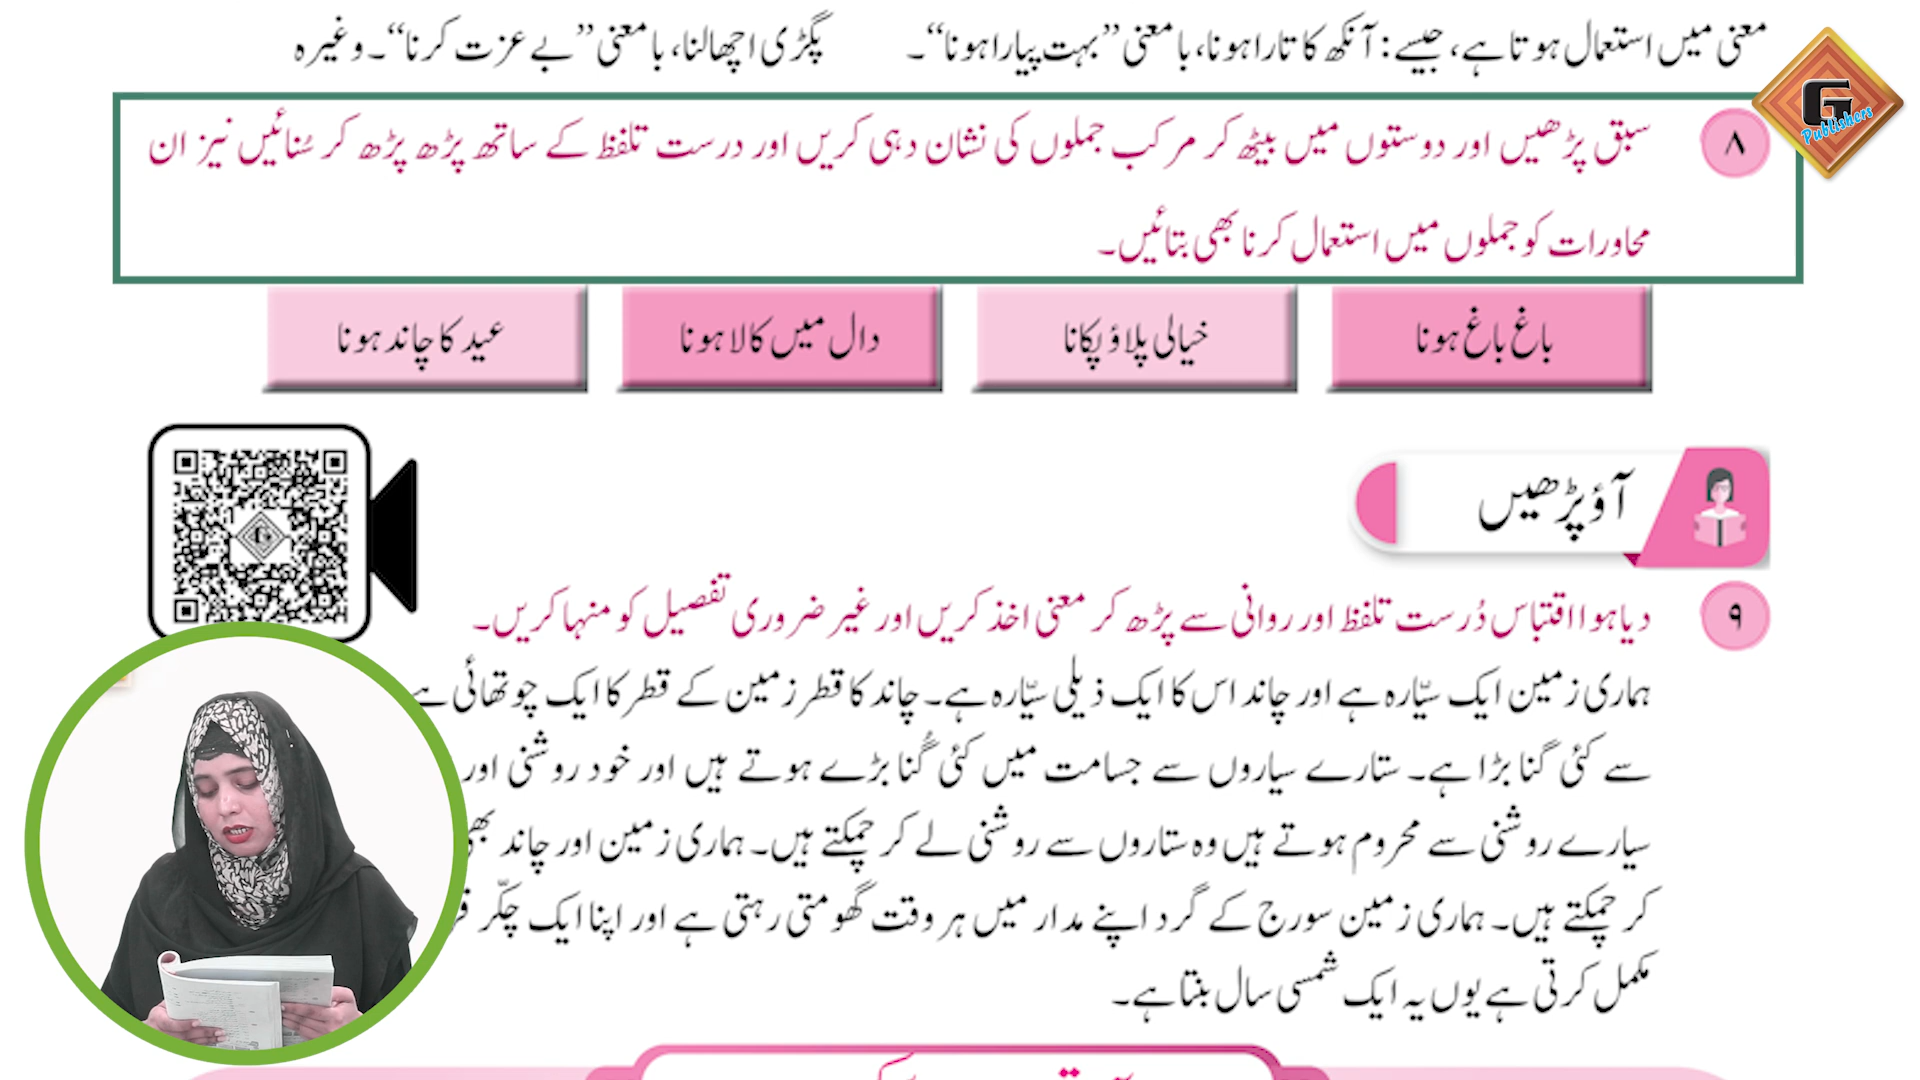 معنی میں استعمال ہوتا ہے، جیسے: آنکھ کا تارا ہونا، بامعنی ”بہت پیارا ہونا“۔ پگڑی اچھالنا، بامعنی ”بے عزت کرنا“۔ وغیرہ
G Publishers
۸ سبق پڑھیں اور دوستوں میں بیٹھ کر مرکب جملوں کی نشان دہی کریں اور درست تلفظ کے ساتھ پڑھ پڑھ کر سُنائیں نیز ان
محاورات کو جملوں میں استعمال کرنا بھی بتائیں۔
باغ باغ ہونا خیالی پلاؤ پکانا دال میں کالا ہونا عید کا چاند ہونا
آؤ پڑھیں
۹ دیا ہوا اقتباس دُرست تلفظ اور روانی سے پڑھ کر معنی اخذ کریں اور غیر ضروری تفصیل کو منہا کریں۔
ہماری زمین ایک سیّارہ ہے اور چاند اس کا ایک ذیلی سیّارہ ہے۔ چاند کا قطر زمین کے قطر کا ایک چوتھائی ہے
سے کئی گنا بڑا ہے۔ ستارے سیاروں سے جسامت میں کئی گُنا بڑے ہوتے ہیں اور خود روشنی اور
سیارے روشنی سے محروم ہوتے ہیں وہ ستاروں سے روشنی لے کر چمکتے ہیں۔ ہماری زمین اور چاند بھی
کر چمکتے ہیں۔ ہماری زمین سورج کے گرد اپنے مدار میں ہر وقت گھومتی رہتی ہے اور اپنا ایک چکّر
مکمل کرتی ہے یوں یہ ایک شمسی سال بنتا ہے۔